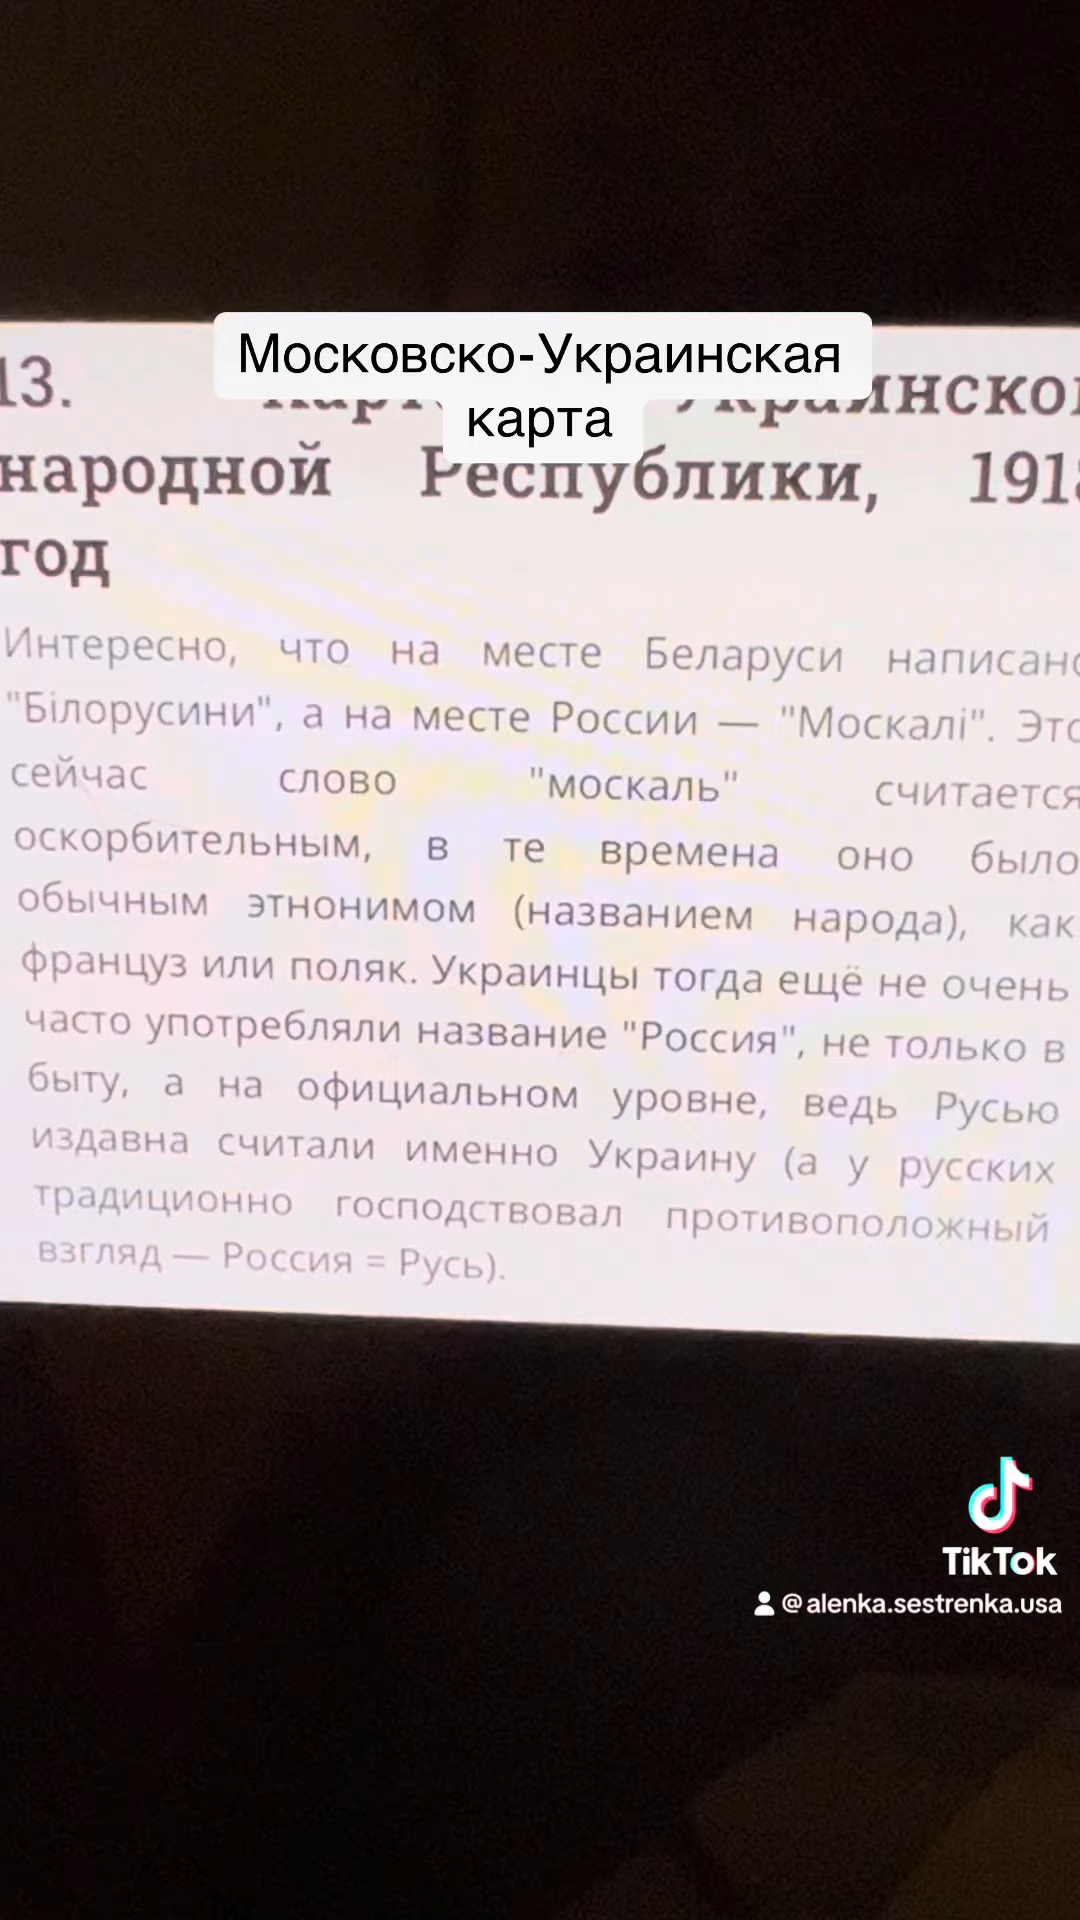 Московско-Украинская
карта
13.
народной Республики,
год
Интересно, что на месте Беларуси написано
"Білорусини", а на месте России — "Москалі". Это
сейчас слово "москаль" считается
оскорбительным, в те времена оно было
обычным этнонимом (названием народа), как
француз или поляк. Украинцы тогда ещё не очень
часто употребляли название "Россия", не только в
быту, а на официальном уровне, ведь Русью
издавна считали именно Украину (а у русских
традиционно господствовал противоположный
взгляд — Россия = Русь).
TikTok
@alenka.sestrenka.usa